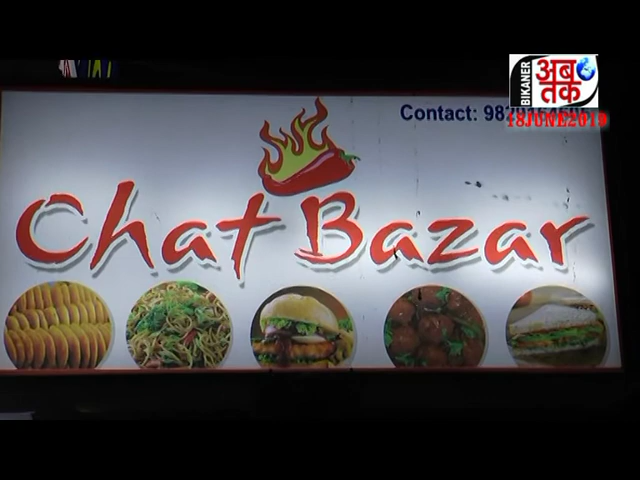 BIKANER
अब
तक
Contact:
18JUNE2019
Chat Bazar